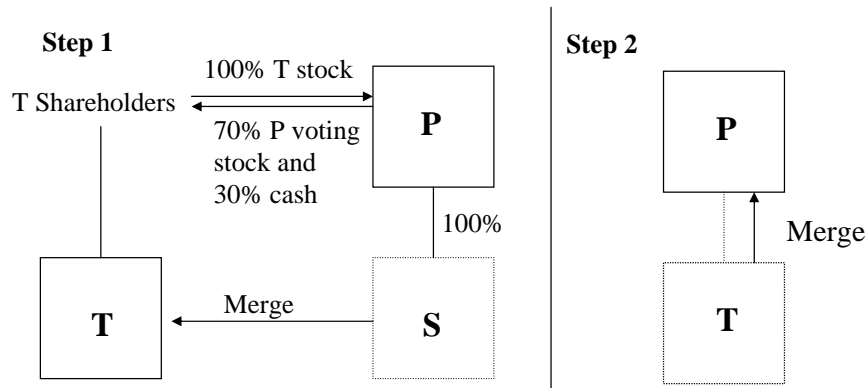 Step 1
100% T stock
T Shareholders
P
70% P voting
stock and
30% cash
100%
T
Merge
S
Step 2
P
Merge
T